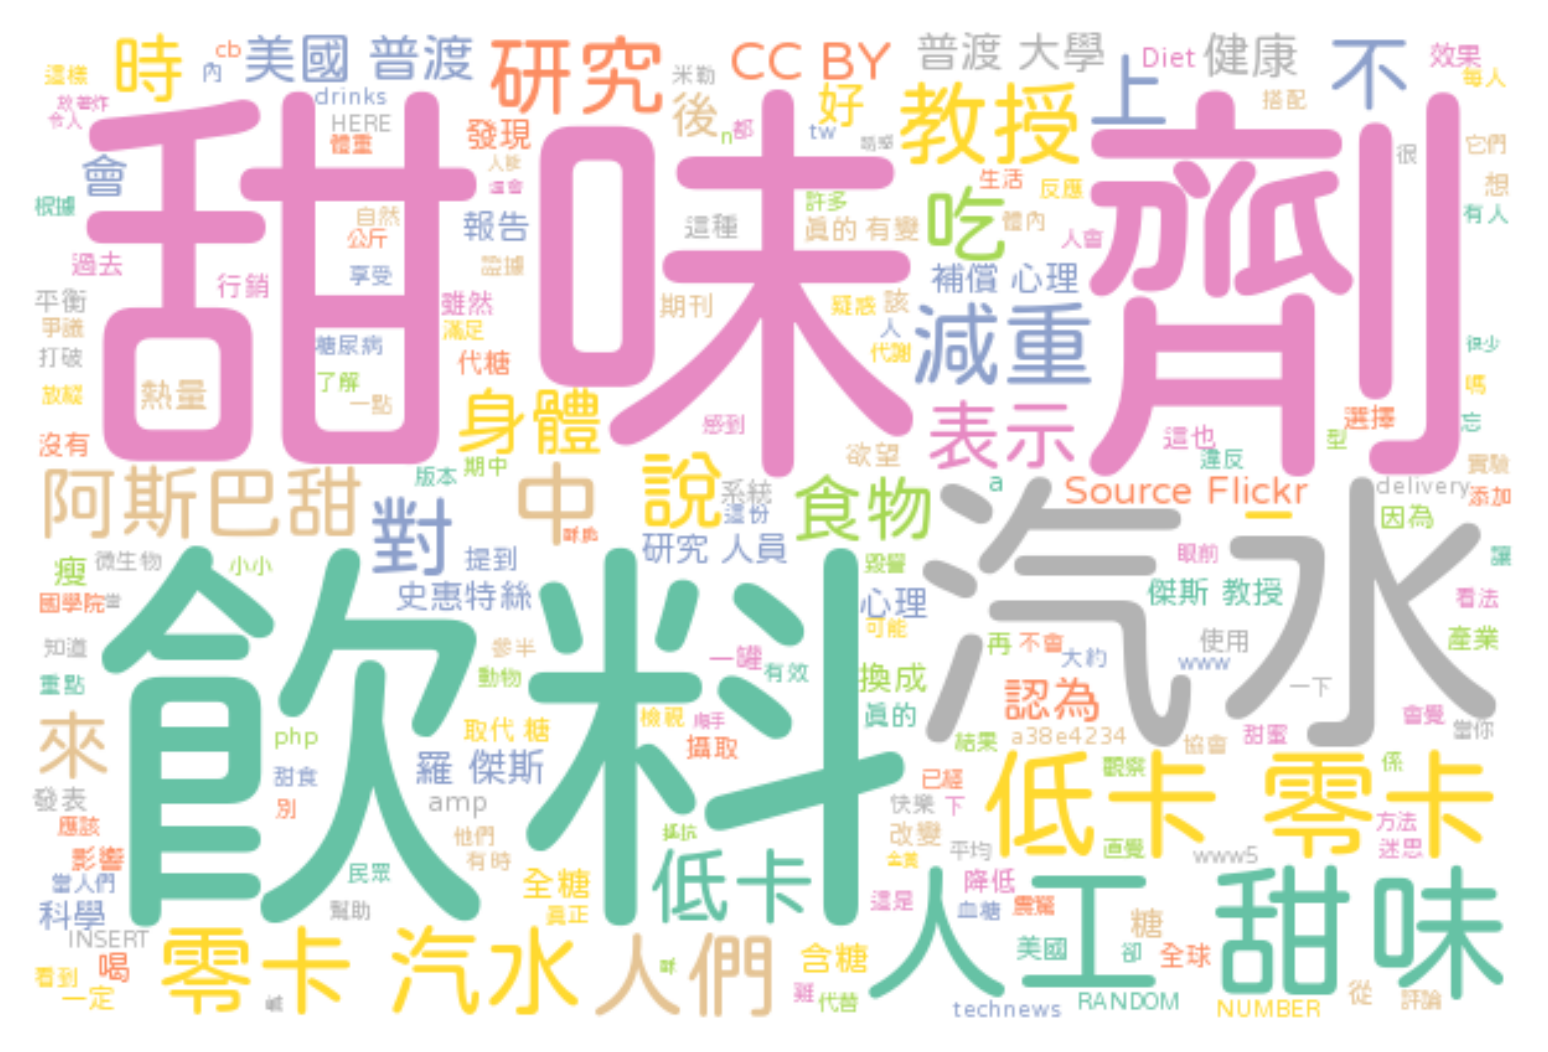 這樣 時 cb 內 美國 普渡 研究 米勒 CC BY 普渡 大學 上 Diet 健康 不 效果 每人
令人 drinks HERE 體重 發現 後 n 都 好 tw 教授 搭配 很 它們
會 根據 自然 公斤 報告 證據 這種 許多 真的 有變 吃 生活 反應 體內 人會 想 有人
甜味劑
過去 行銷 享受 雖然 期刊 疑惑 該 補償 心理
平衡 爭議 打破 糖尿病 滿足 代糖 人 代謝 減重 很少
放縱 熱量 了解 一點 身體 感到 表示 選擇 嗎 忘
沒有 版本 期中 欲望 這也 違反 型 實驗
阿斯巴甜 對 中 說 系統 這份 食物 a Source Flickr delivery 添加
瘦 微生物 小小 提到 研究 人員 毀譽 汽水 因為 眼前 讓
國學院 當 史惠特絲 心理 可能 傑斯 教授 看法
飲料
知道 參半 一罐 有效 再 不會 大約 使用 www 產業
重點 動物 換成 認為 一下
來 php 取代 糖 檢視 攝取 真的 結果 a38e4234 協會 甜蜜 會覺 當你
發表 甜食 別 羅 傑斯 amp 已經 快樂 下 低卡 零卡 觀察 係
應該 影響 他們 有時 抵抗 改變 平均 直覺 www5 方法 迷思
當人們 科學 民眾 幫助 全糖 真正 低卡 這是 降低 血糖 震驚 人工 甜味
INSERT 喝 零卡 汽水 人們 含糖 糖 美國 卻 全球
看到 一定 雞 代替 technews RANDOM NUMBER 從 評論